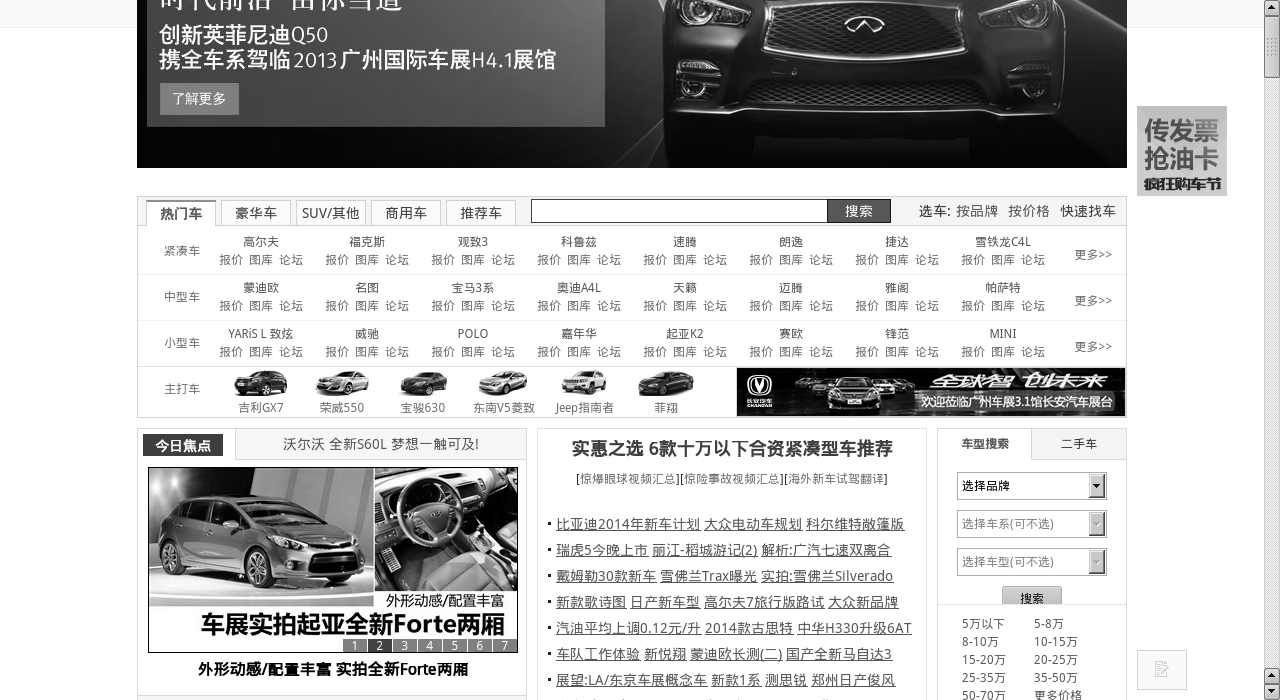 创新英菲尼迪Q50
携全车系驾临2013广州国际车展H4.1展馆
了解更多
传发票
抢油卡
疯狂购车节
热门车 豪华车 SUV/其他 商用车 推荐车 搜索 选车: 按品牌 按价格 快速找车
紧凑车 高尔夫 福克斯 观致3 科鲁兹 速腾 朗逸 捷达 雪铁龙C4L 更多>>
报价 图库 论坛 报价 图库 论坛 报价 图库 论坛 报价 图库 论坛 报价 图库 论坛 报价 图库 论坛 报价 图库 论坛 报价 图库 论坛
中型车 蒙迪欧 名图 宝马3系 奥迪A4L 天籁 迈腾 雅阁 帕萨特 更多>>
报价 图库 论坛 报价 图库 论坛 报价 图库 论坛 报价 图库 论坛 报价 图库 论坛 报价 图库 论坛 报价 图库 论坛 报价 图库 论坛
小型车 YARiS L 致炫 威驰 POLO 嘉年华 起亚K2 赛欧 锋范 MINI 更多>>
报价 图库 论坛 报价 图库 论坛 报价 图库 论坛 报价 图库 论坛 报价 图库 论坛 报价 图库 论坛 报价 图库 论坛 报价 图库 论坛
主打车 吉利GX7 荣威550 宝骏630 东南V5菱致 Jeep指南者 菲翔
长安汽车
CHANGAN
全球智 创未来
欢迎莅临广州车展3.1馆长安汽车展台
今日焦点 沃尔沃 全新S60L 梦想一触可及!
外形动感/配置丰富
车展实拍起亚全新Forte两厢
1 2 3 4 5 6 7
外形动感/配置丰富 实拍全新Forte两厢
实惠之选 6款十万以下合资紧凑型车推荐
[惊爆眼球视频汇总][惊险事故视频汇总][海外新车试驾翻译]
比亚迪2014年新车计划 大众电动车规划 科尔维特敞篷版
瑞虎5今晚上市 丽江-稻城游记(2) 解析:广汽七速双离合
戴姆勒30款新车 雪佛兰Trax曝光 实拍:雪佛兰Silverado
新款歌诗图 日产新车型 高尔夫7旅行版路试 大众新品牌
汽油平均上调0.12元/升 2014款古思特 中华H330升级6AT
车队工作体验 新悦翔 蒙迪欧长测(二) 国产全新马自达3
展望:LA/东京车展概念车 新款1系 测思锐 郑州日产俊风
车型搜索 二手车
选择品牌
选择车系(可不选)
选择车型(可不选)
搜索
5万以下 5-8万
8-10万 10-15万
15-20万 20-25万
25-35万 35-50万
50-70万 更多价格